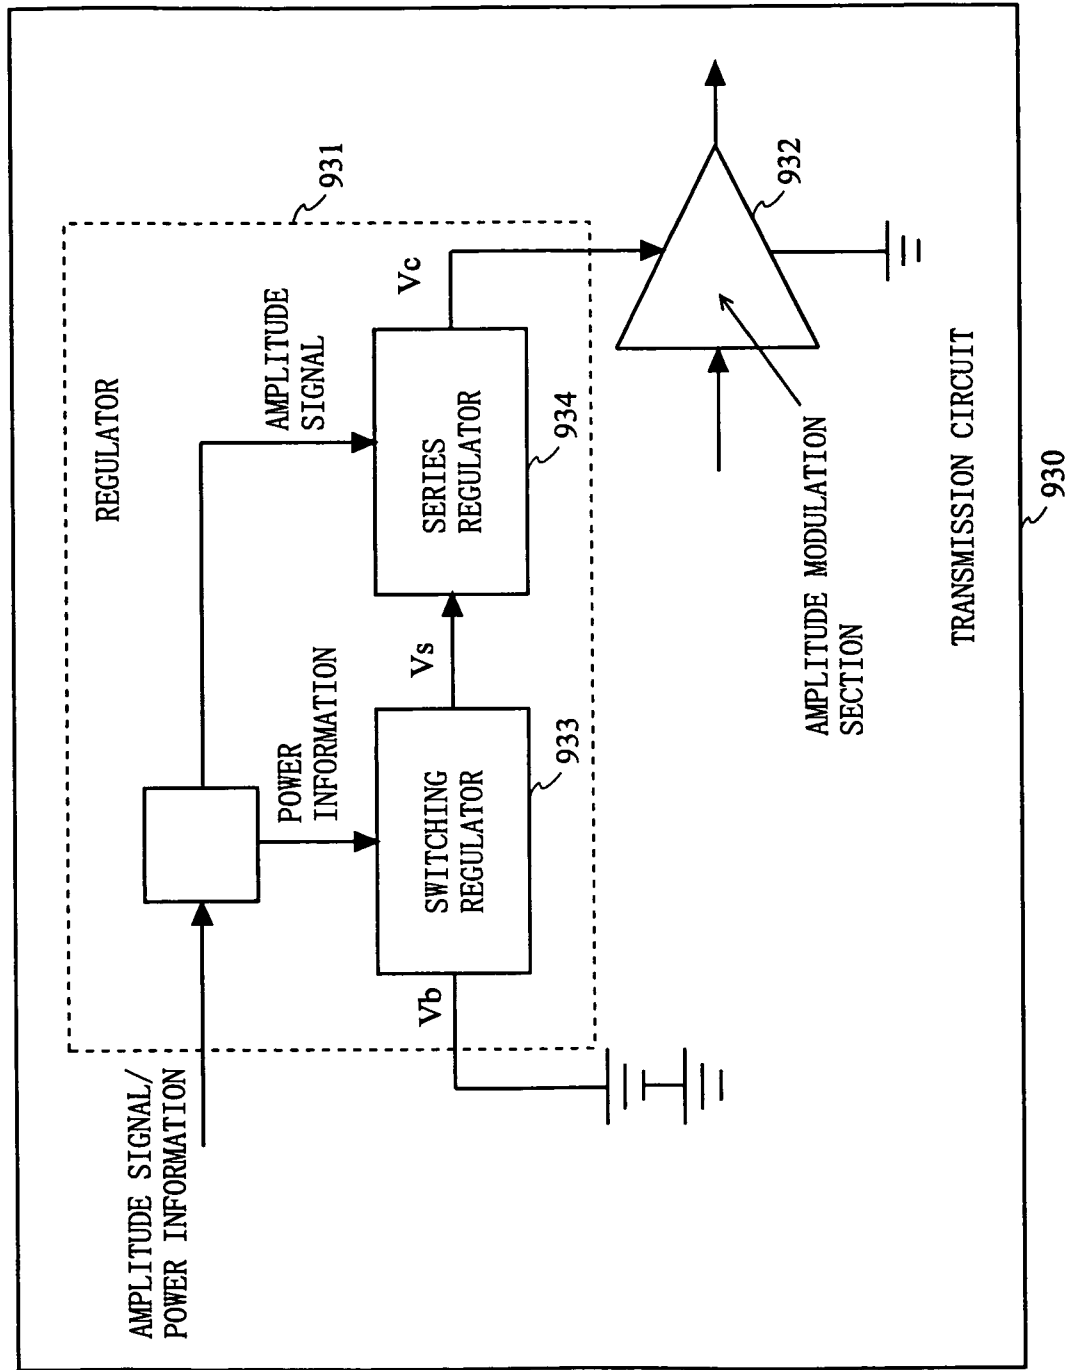 AMPLITUDE SIGNAL/
POWER INFORMATION
REGULATOR
931
POWER
INFORMATION
AMPLITUDE
SIGNAL
Vb
SWITCHING
REGULATOR
933
Vs
SERIES
REGULATOR
934
Vc
932
AMPLITUDE MODULATION
SECTION
TRANSMISSION CIRCUIT
930